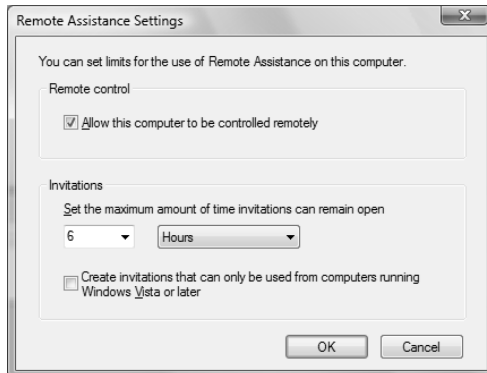 Remote Assistance Settings
You can set limits for the use of Remote Assistance on this computer.
Remote control
Allow this computer to be controlled remotely
Invitations
Set the maximum amount of time invitations can remain open
6 Hours
Create invitations that can only be used from computers running
Windows Vista or later
OK Cancel